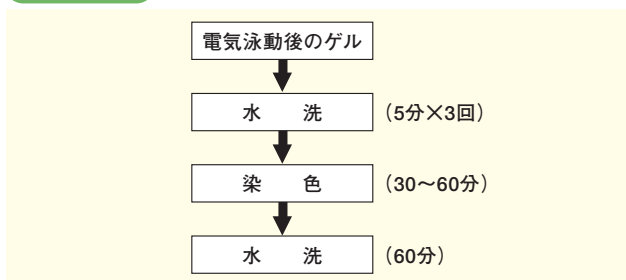 電気泳動後のゲル
水　洗 （5分×3回）
染　色 （30〜60分）
水　洗 （60分）